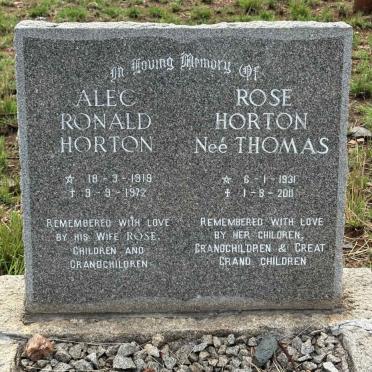 In Loving Memory Of
ALEC
RONALD
HORTON
☆ 18-3-1919
† 9-9-1972
REMEMBERED WITH LOVE
BY HIS WIFE ROSE,
CHILDREN AND
GRANDCHILDREN
ROSE
HORTON
Neé THOMAS
☆ 6-1-1931
† 1-8-2011
REMEMBERED WITH LOVE
BY HER CHILDREN,
GRANDCHILDREN & GREAT
GRAND CHILDREN